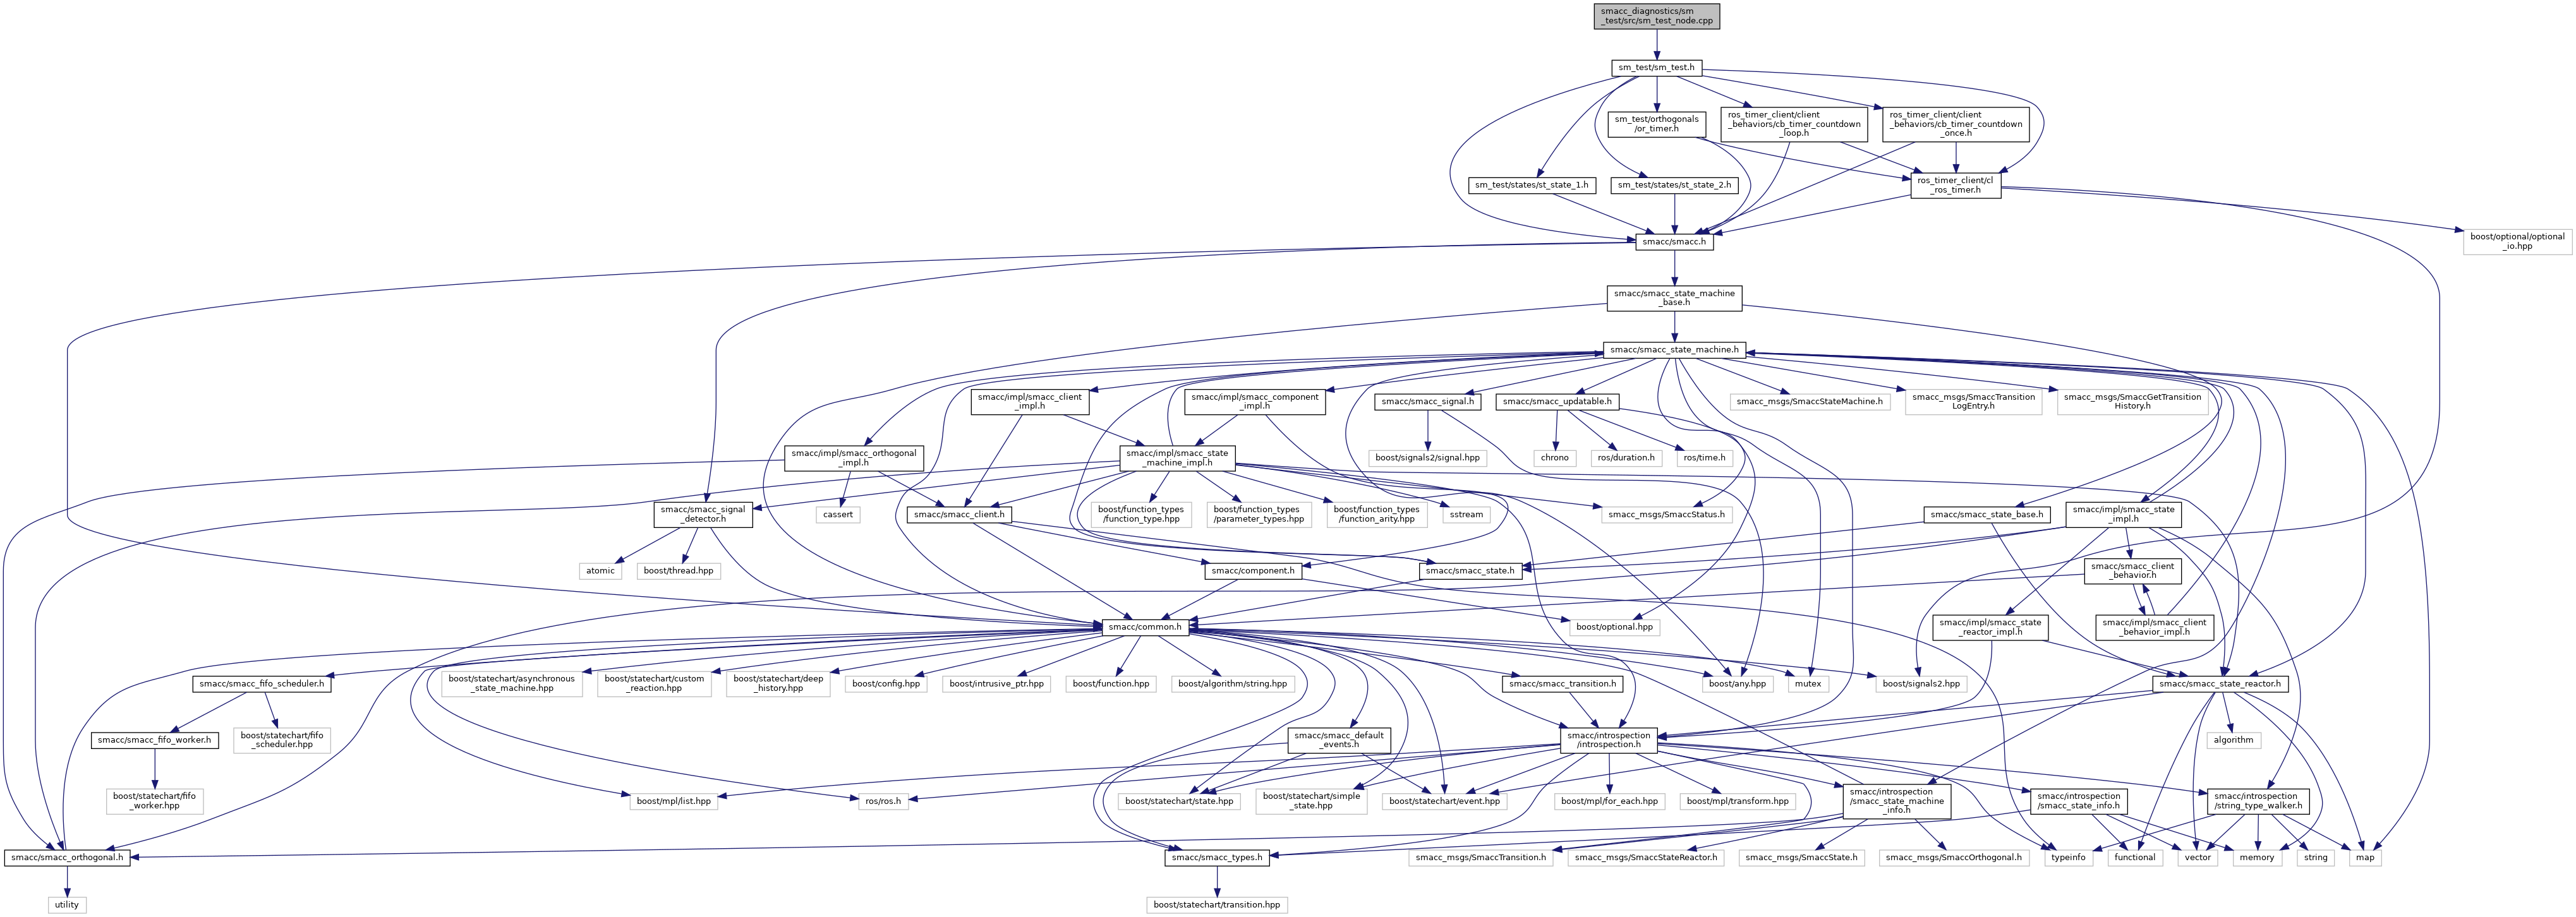 smacc_diagnostics/sm
_test/src/sm_test_node.cpp
sm_test/sm_test.h
sm_test/orthogonals
/or_timer.h
ros_timer_client/client
_behaviors/cb_timer_countdown
_loop.h
ros_timer_client/client
_behaviors/cb_timer_countdown
_once.h
sm_test/states/st_state_1.h
sm_test/states/st_state_2.h
ros_timer_client/cl
_ros_timer.h
smacc/smacc.h
boost/optional/optional
_io.hpp
smacc/smacc_state_machine
_base.h
smacc/smacc_state_machine.h
smacc/impl/smacc_client
_impl.h
smacc/impl/smacc_component
_impl.h
smacc/smacc_signal.h
smacc/smacc_updatable.h
smacc_msgs/SmaccStateMachine.h
smacc_msgs/SmaccTransition
LogEntry.h
smacc_msgs/SmaccGetTransition
History.h
smacc/impl/smacc_orthogonal
_impl.h
smacc/impl/smacc_state
_machine_impl.h
boost/signals2/signal.hpp
chrono
ros/duration.h
ros/time.h
smacc/smacc_signal
_detector.h
cassert
smacc/smacc_client.h
boost/function_types
/function_type.hpp
boost/function_types
/parameter_types.hpp
boost/function_types
/function_arity.hpp
sstream
smacc_msgs/SmaccStatus.h
smacc/smacc_state_base.h
smacc/impl/smacc_state
_impl.h
atomic
boost/thread.hpp
smacc/component.h
smacc/smacc_state.h
smacc/smacc_client
_behavior.h
smacc/common.h
boost/optional.hpp
smacc/impl/smacc_state
_reactor_impl.h
smacc/impl/smacc_client
_behavior_impl.h
smacc/smacc_fifo_scheduler.h
boost/statechart/asynchronous
_state_machine.hpp
boost/statechart/custom
_reaction.hpp
boost/statechart/deep
_history.hpp
boost/config.hpp
boost/intrusive_ptr.hpp
boost/function.hpp
boost/algorithm/string.hpp
smacc/smacc_transition.h
boost/any.hpp
mutex
boost/signals2.hpp
smacc/smacc_state_reactor.h
smacc/smacc_fifo_worker.h
boost/statechart/fifo
_scheduler.hpp
smacc/smacc_default
_events.h
smacc/introspection
/introspection.h
algorithm
boost/statechart/fifo
_worker.hpp
boost/mpl/list.hpp
ros/ros.h
boost/statechart/state.hpp
boost/statechart/simple
_state.hpp
boost/statechart/event.hpp
boost/mpl/for_each.hpp
boost/mpl/transform.hpp
smacc/introspection
/smacc_state_machine
_info.h
smacc/introspection
/smacc_state_info.h
smacc/introspection
/string_type_walker.h
smacc/smacc_orthogonal.h
smacc/smacc_types.h
smacc_msgs/SmaccTransition.h
smacc_msgs/SmaccStateReactor.h
smacc_msgs/SmaccState.h
smacc_msgs/SmaccOrthogonal.h
typeinfo
functional
vector
memory
string
map
utility
boost/statechart/transition.hpp